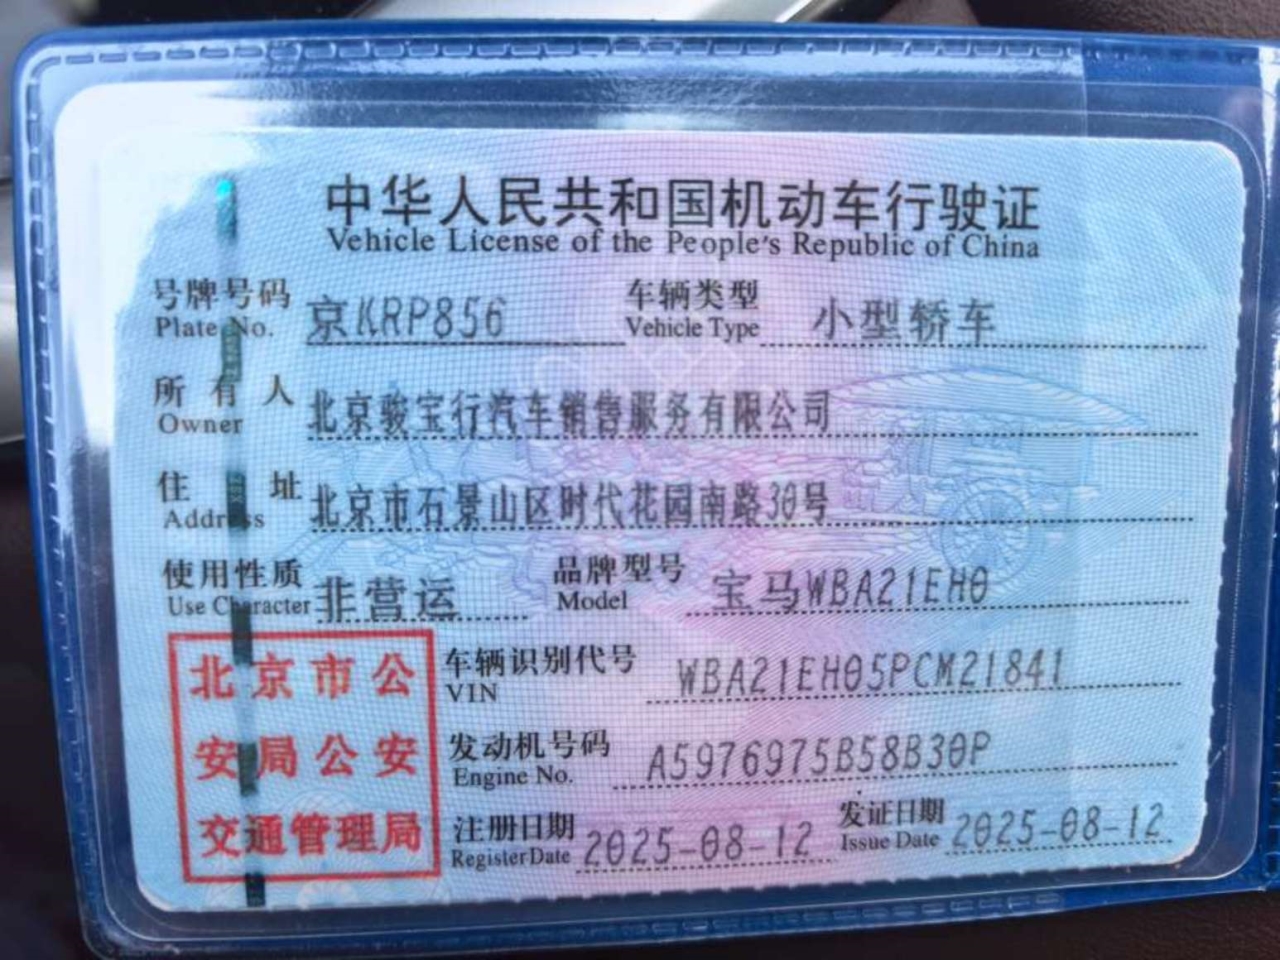 中华人民共和国机动车行驶证
Vehicle License of the People's Republic of China
号牌号码 京KRP856 车辆类型 小型轿车
Plate No. Vehicle Type
所有人 北京骏宝行汽车销售服务有限公司
Owner
住址 北京市石景山区时代花园南路30号
Address
使用性质 非营运 品牌型号 宝马WBA21EH0
Use Character Model
北京市公
安局公安
交通管理局
车辆识别代号 WBA21EH05PCM21841
VIN
发动机号码 A5976975B58B30P
Engine No.
注册日期 2025-08-12 发证日期 2025-08-12
Register Date Issue Date